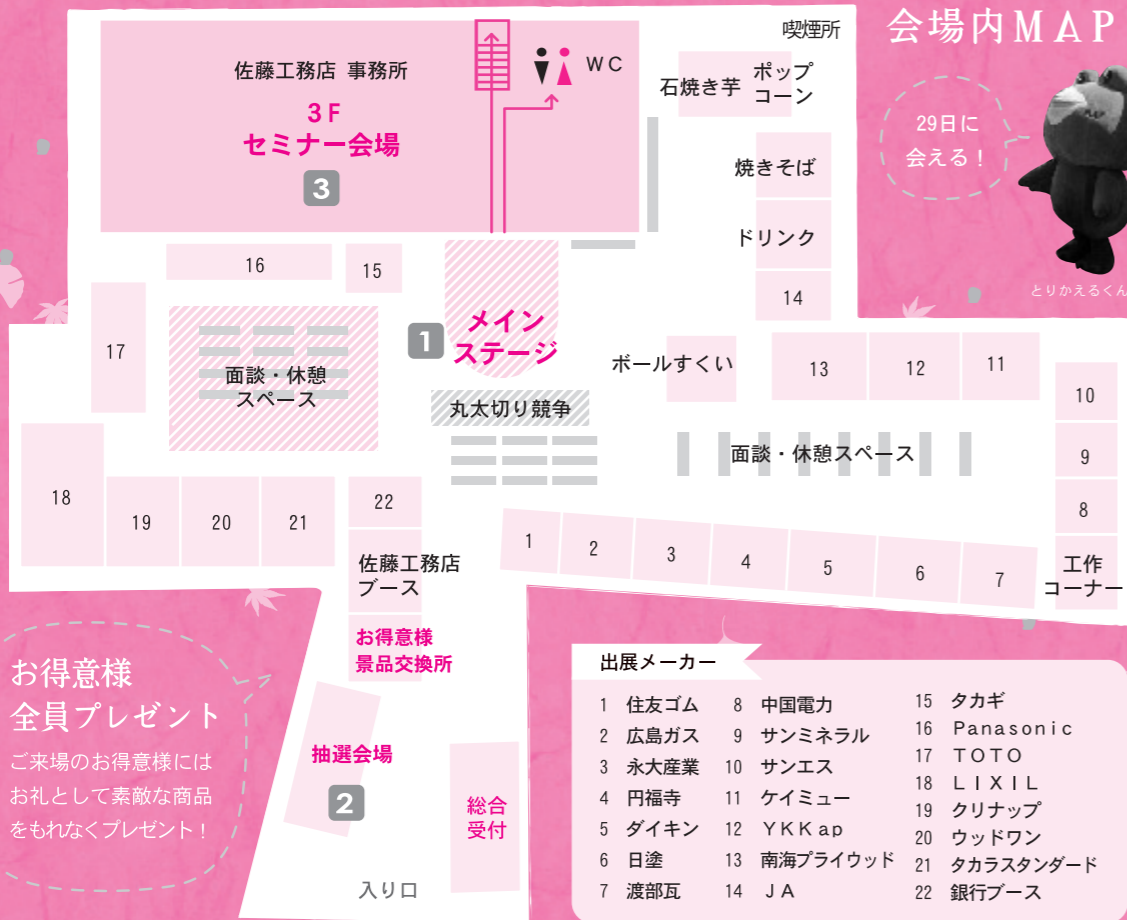 会場内MAP
29日に
会える！
とりかえるくん
喫煙所
佐藤工務店 事務所
3F
セミナー会場
3
WC
石焼き芋
ポップ
コーン
焼きそば
ドリンク
14
16
15
17
1
メイン
ステージ
面談・休憩
スペース
丸太切り競争
ボールすくい
13
12
11
10
9
8
工作
コーナー
面談・休憩スペース
18
19
20
21
22
佐藤工務店
ブース
お得意様
景品交換所
1
2
3
4
5
6
7
抽選会場
2
総合
受付
入り口
お得意様
全員プレゼント
ご来場のお得意様には
お礼として素敵な商品
をもれなくプレゼント！
出展メーカー
1 住友ゴム
2 広島ガス
3 永大産業
4 円福寺
5 ダイキン
6 日塗
7 渡部瓦
8 中国電力
9 サンミネラル
10 サンエス
11 ケイミュー
12 YKKap
13 南海プライウッド
14 JA
15 タカギ
16 Panasonic
17 TOTO
18 LIXIL
19 クリナップ
20 ウッドワン
21 タカラスタンダード
22 銀行ブース